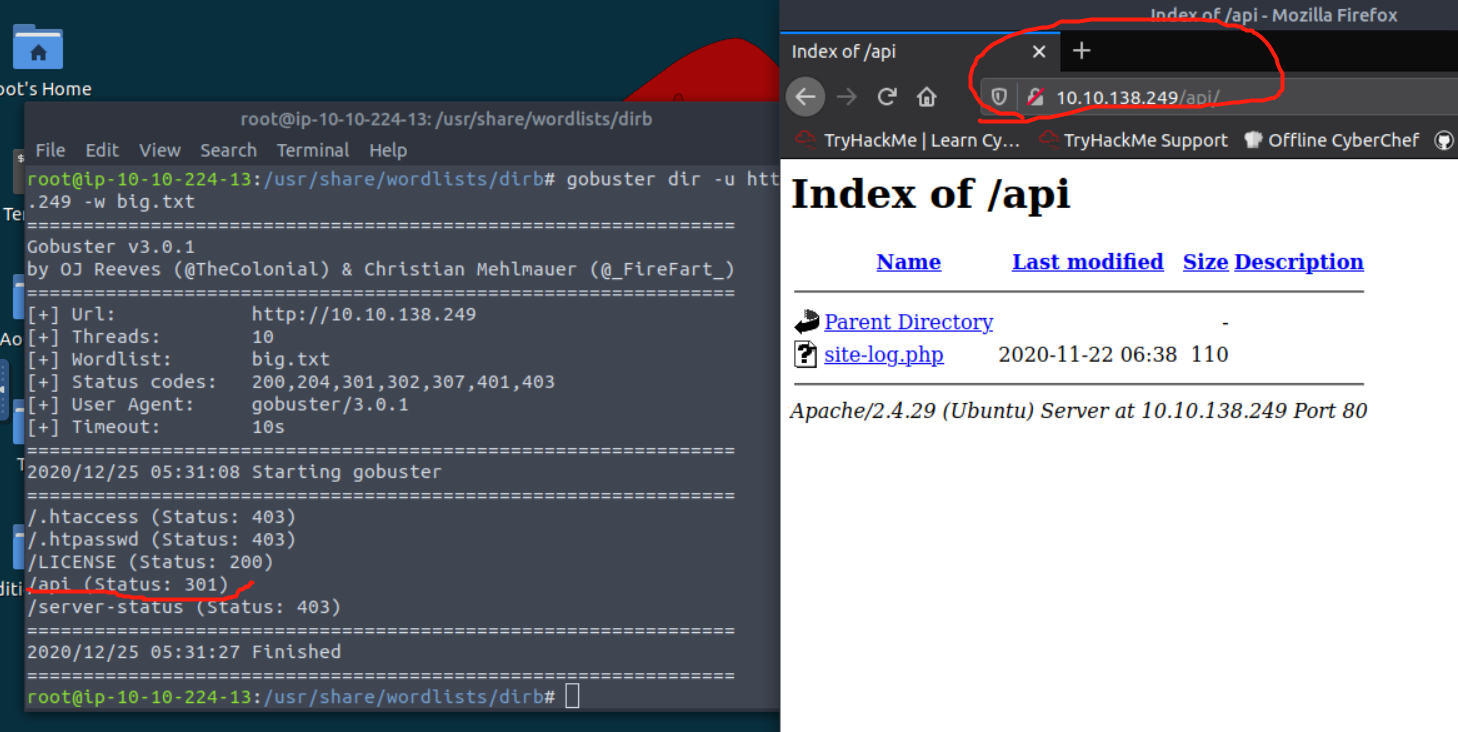 oot's Home
root@ip-10-10-224-13: /usr/share/wordlists/dirb
File Edit View Search Terminal Help
root@ip-10-10-224-13:/usr/share/wordlists/dirb# gobuster dir -u htt
.249 -w big.txt
===============================================================
Gobuster v3.0.1
by OJ Reeves (@TheColonial) & Christian Mehlmauer (@_FireFart_)
===============================================================
[+] Url: http://10.10.138.249
[+] Threads: 10
[+] Wordlist: big.txt
[+] Status codes: 200,204,301,302,307,401,403
[+] User Agent: gobuster/3.0.1
[+] Timeout: 10s
===============================================================
2020/12/25 05:31:08 Starting gobuster
===============================================================
/.htaccess (Status: 403)
/.htpasswd (Status: 403)
/LICENSE (Status: 200)
/api (Status: 301)
/server-status (Status: 403)
===============================================================
2020/12/25 05:31:27 Finished
===============================================================
root@ip-10-10-224-13:/usr/share/wordlists/dirb#
Index of /api - Mozilla Firefox
Index of /api
10.10.138.249/api/
TryHackMe | Learn Cy... TryHackMe Support Offline CyberChef
Index of /api
Name Last modified Size Description
Parent Directory -
site-log.php 2020-11-22 06:38 110
Apache/2.4.29 (Ubuntu) Server at 10.10.138.249 Port 80